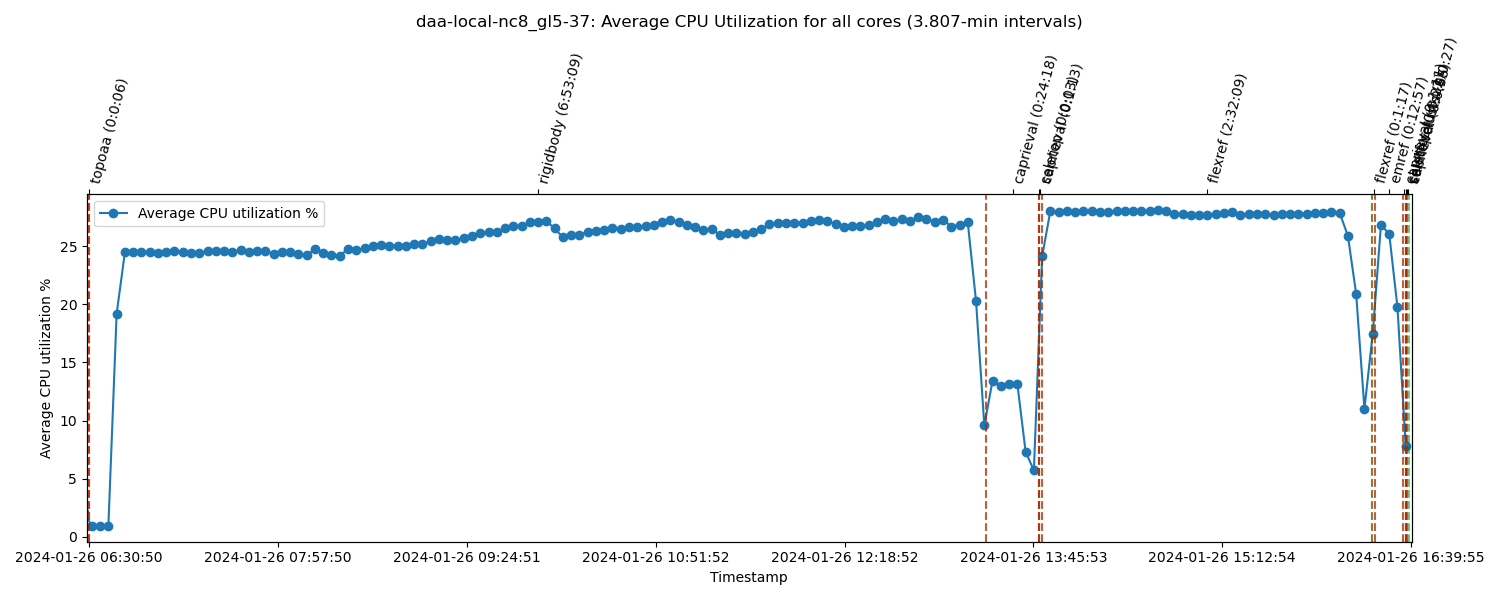 daa-local-nc8_gl5-37: Average CPU Utilization for all cores (3.807-min intervals)
topoaa (0:0:06)
rigidbody (6:53:09)
caprieval (0:24:18)
caprieval (0:1:13)
flexref (2:32:09)
flexref (0:1:17)
emref (0:12:57)
Average CPU utilization %
Average CPU utilization %
25
20
15
10
5
0
2024-01-26 06:30:50
2024-01-26 07:57:50
2024-01-26 09:24:51
2024-01-26 10:51:52
2024-01-26 12:18:52
2024-01-26 13:45:53
2024-01-26 15:12:54
2024-01-26 16:39:55
Timestamp